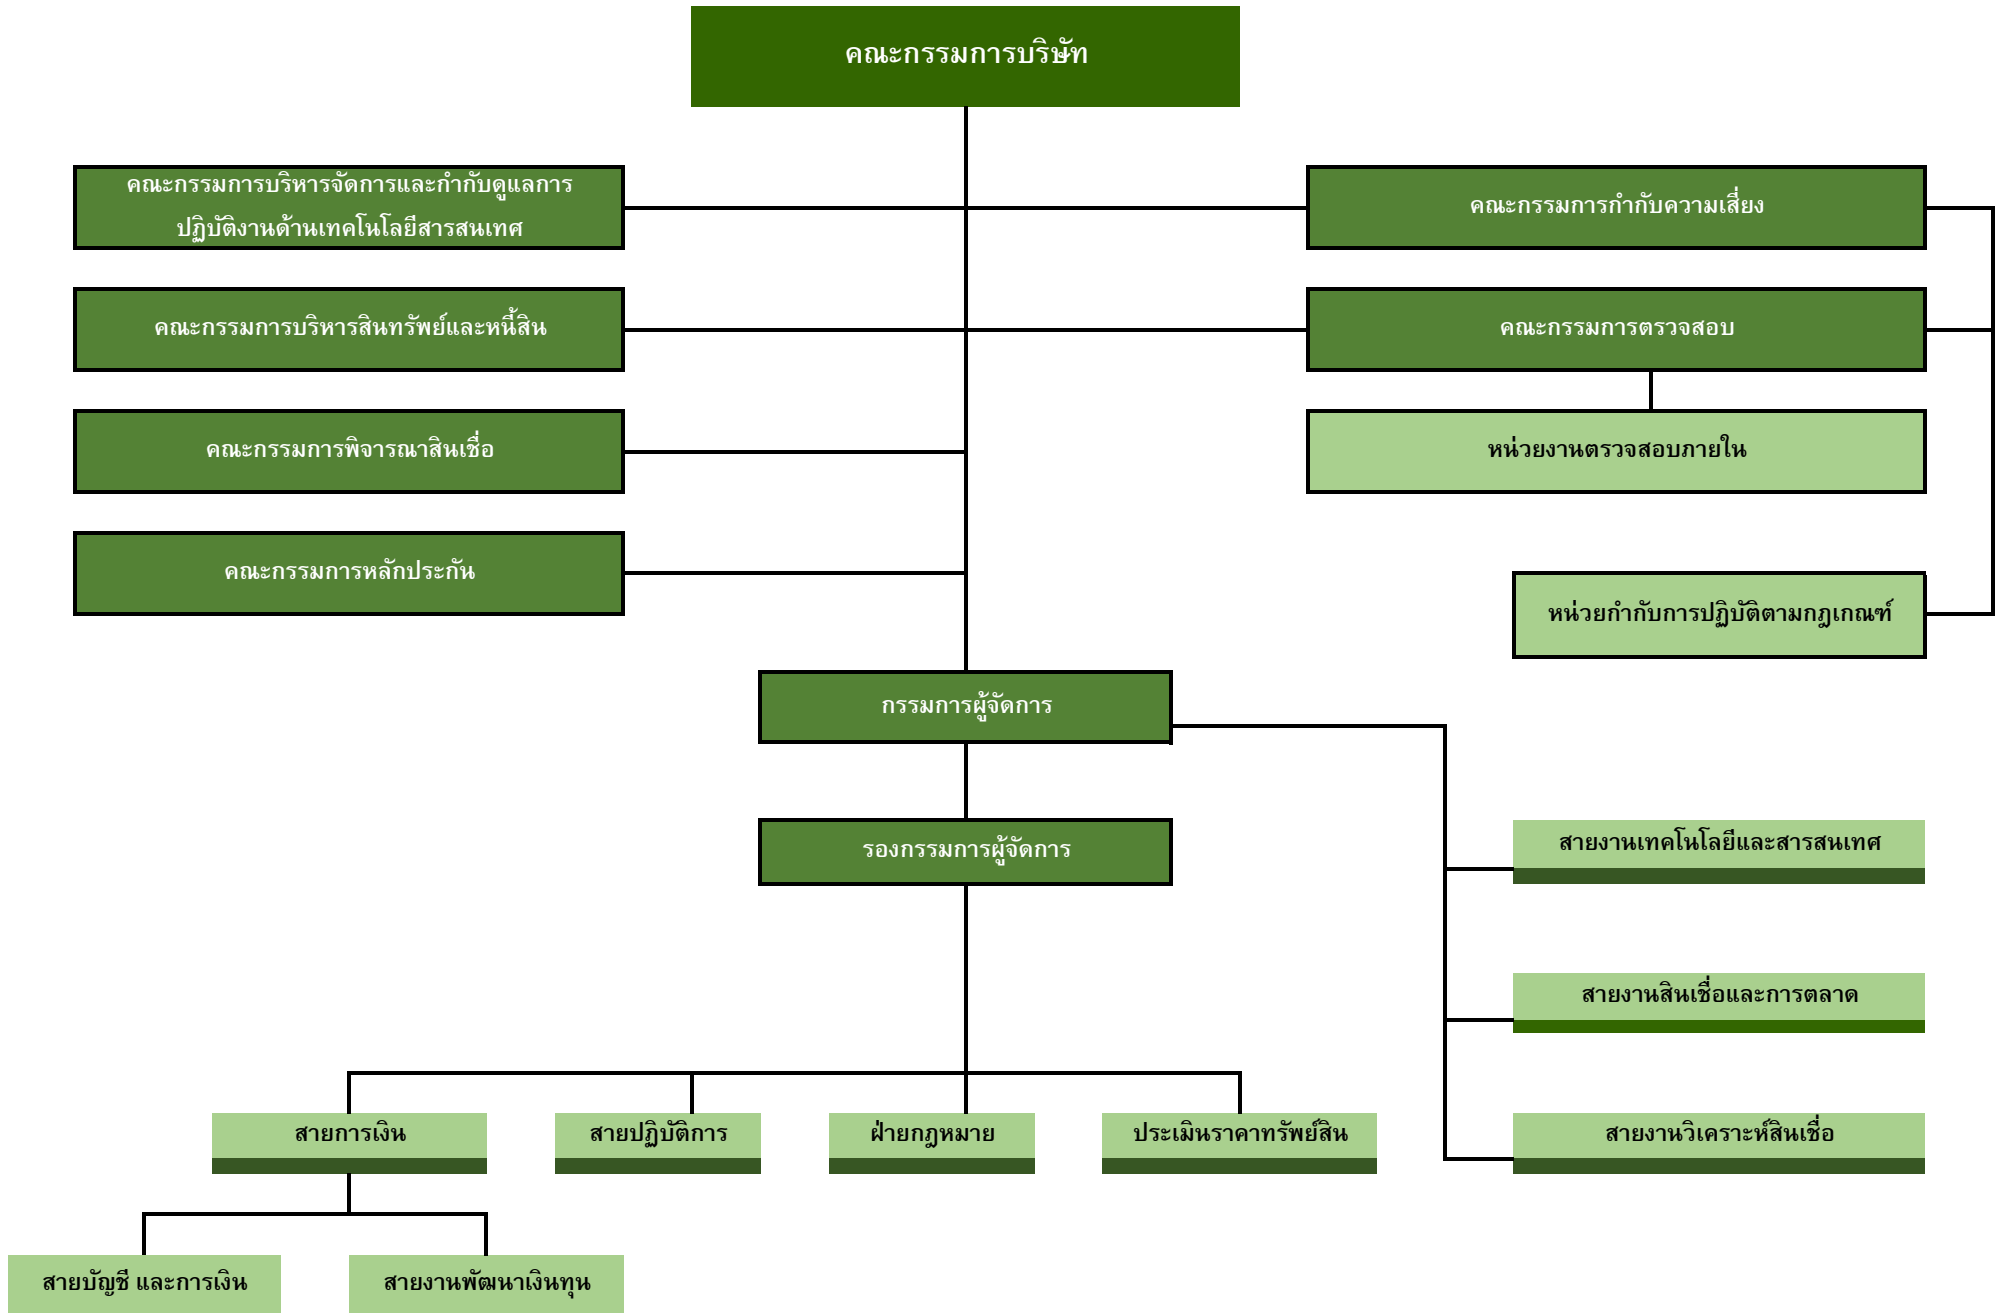 คณะกรรมการบริษัท
คณะกรรมการบริหารจัดการและกำกับดูแลการ
ปฏิบัติงานด้านเทคโนโลยีสารสนเทศ
คณะกรรมการกำกับความเสี่ยง
คณะกรรมการบริหารสินทรัพย์และหนี้สิน
คณะกรรมการตรวจสอบ
คณะกรรมการพิจารณาสินเชื่อ
หน่วยงานตรวจสอบภายใน
คณะกรรมการหลักประกัน
หน่วยกำกับการปฏิบัติตามกฎเกณฑ์
กรรมการผู้จัดการ
รองกรรมการผู้จัดการ
สายงานเทคโนโลยีและสารสนเทศ
สายงานสินเชื่อและการตลาด
สายการเงิน
สายปฏิบัติการ
ฝ่ายกฎหมาย
ประเมินราคาทรัพย์สิน
สายงานวิเคราะห์สินเชื่อ
สายบัญชี และการเงิน
สายงานพัฒนาเงินทุน